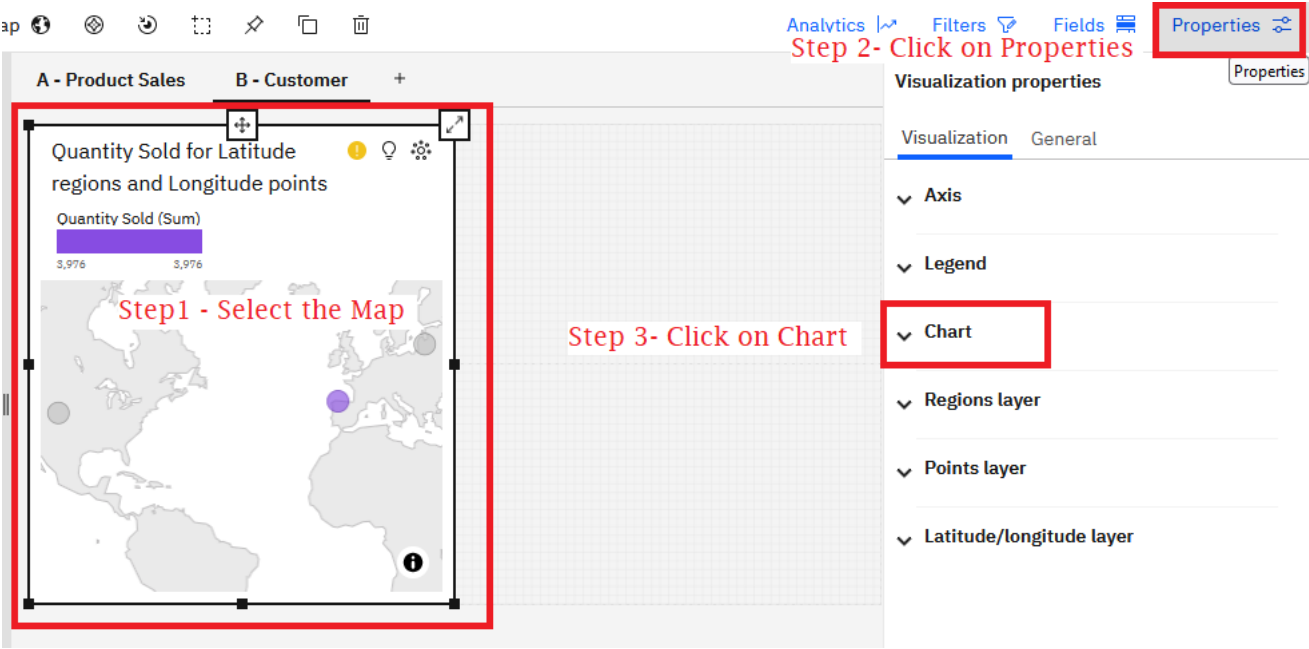 ap
Analytics Filters Fields Properties
Step 2- Click on Properties
Properties
A - Product Sales B - Customer +
Visualization properties
Visualization General
Quantity Sold for Latitude
regions and Longitude points
Quantity Sold (Sum)
3,976 3,976
Step1 - Select the Map
Step 3- Click on Chart
Axis
Legend
Chart
Regions layer
Points layer
Latitude/longitude layer